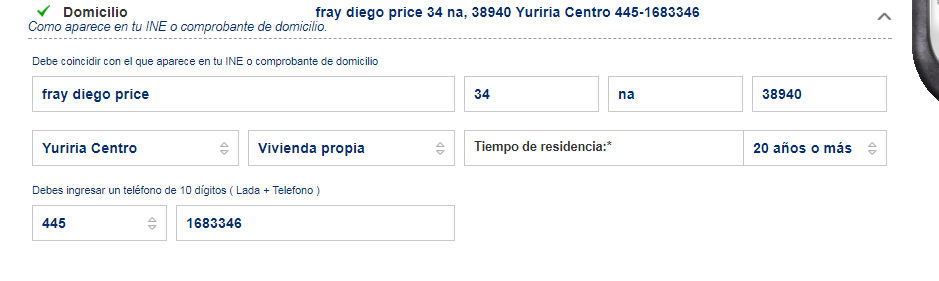 Domicilio fray diego price 34 na, 38940 Yuriria Centro 445-1683346
Como aparece en tu INE o comprobante de domicilio.
Debe coincidir con el que aparece en tu INE o comprobante de domicilio
fray diego price 34 na 38940
Yuriria Centro Vivienda propia Tiempo de residencia:* 20 años o más
Debes ingresar un teléfono de 10 dígitos ( Lada + Telefono )
445 1683346